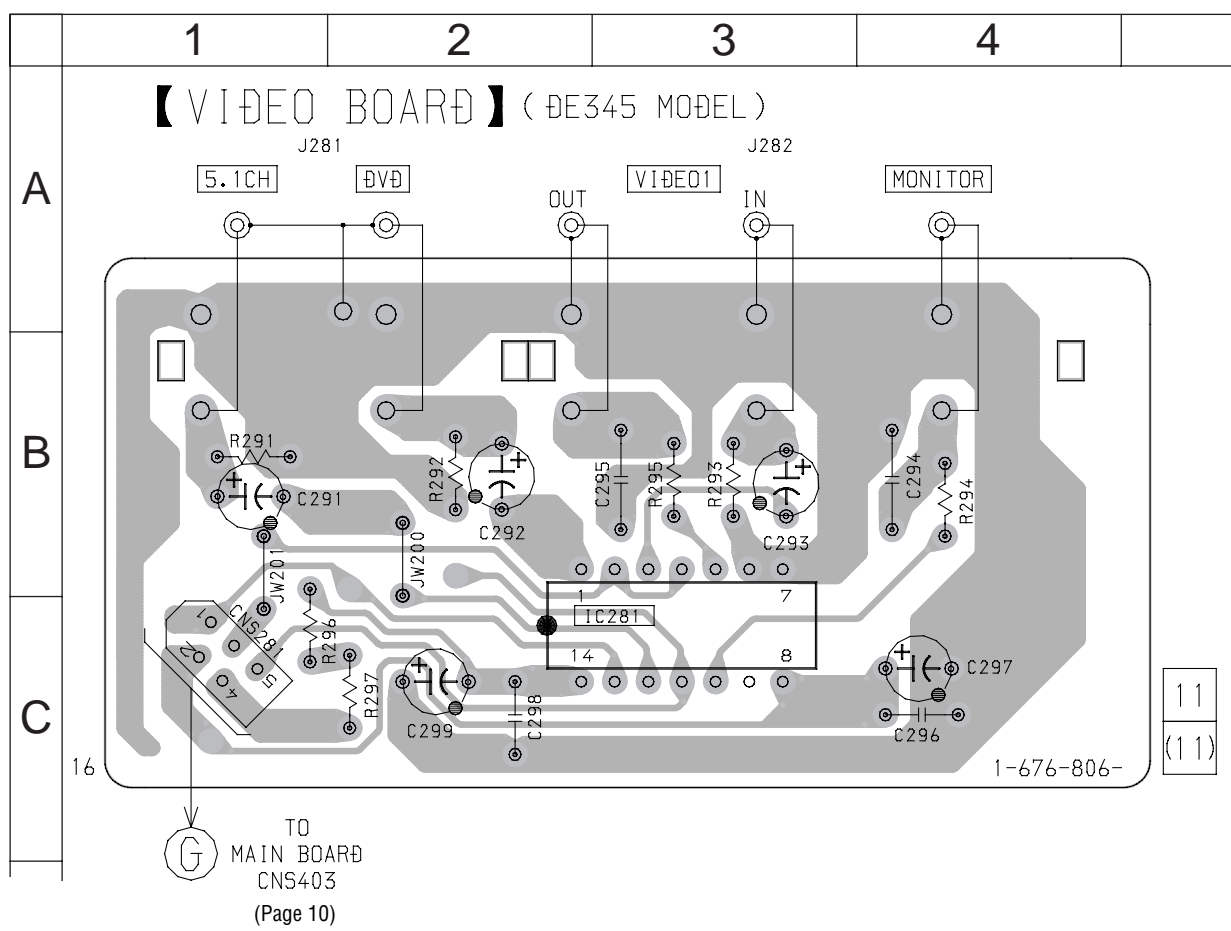 1 2 3 4
【VIDEO BOARD】(DE345 MODEL)
J281 J282
A
5.1CH DVD VIDEO1 MONITOR
OUT IN
B
R291
R292 C295 R295 R293 C294 R294
C291
C292 C293
JW201 JW200
1 7
CNS281 IC281
1 2 4 5
R296
14 8
C297
R297
C
C299 C298 C296
11
(11)
16 1-676-806-
G TO
MAIN BOARD
CNS403
(Page 10)